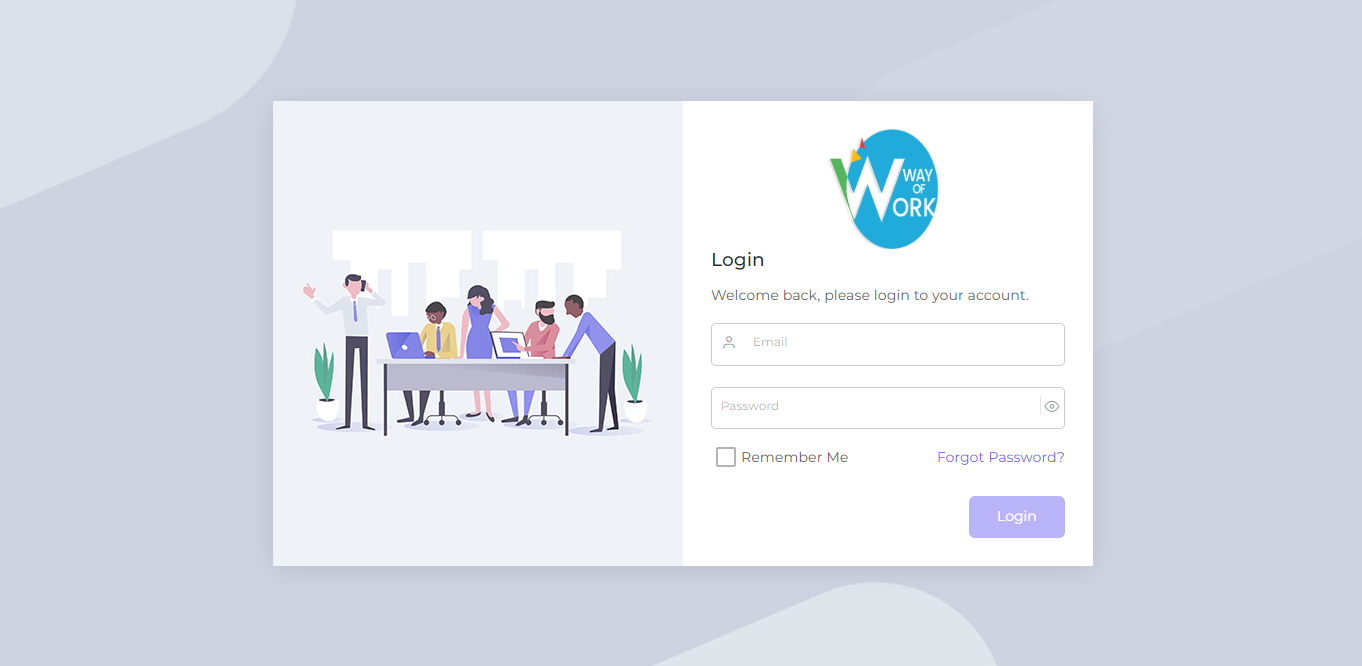 WAY
OF
WORK
Login
Welcome back, please login to your account.
Email
Password
Remember Me
Forgot Password?
Login